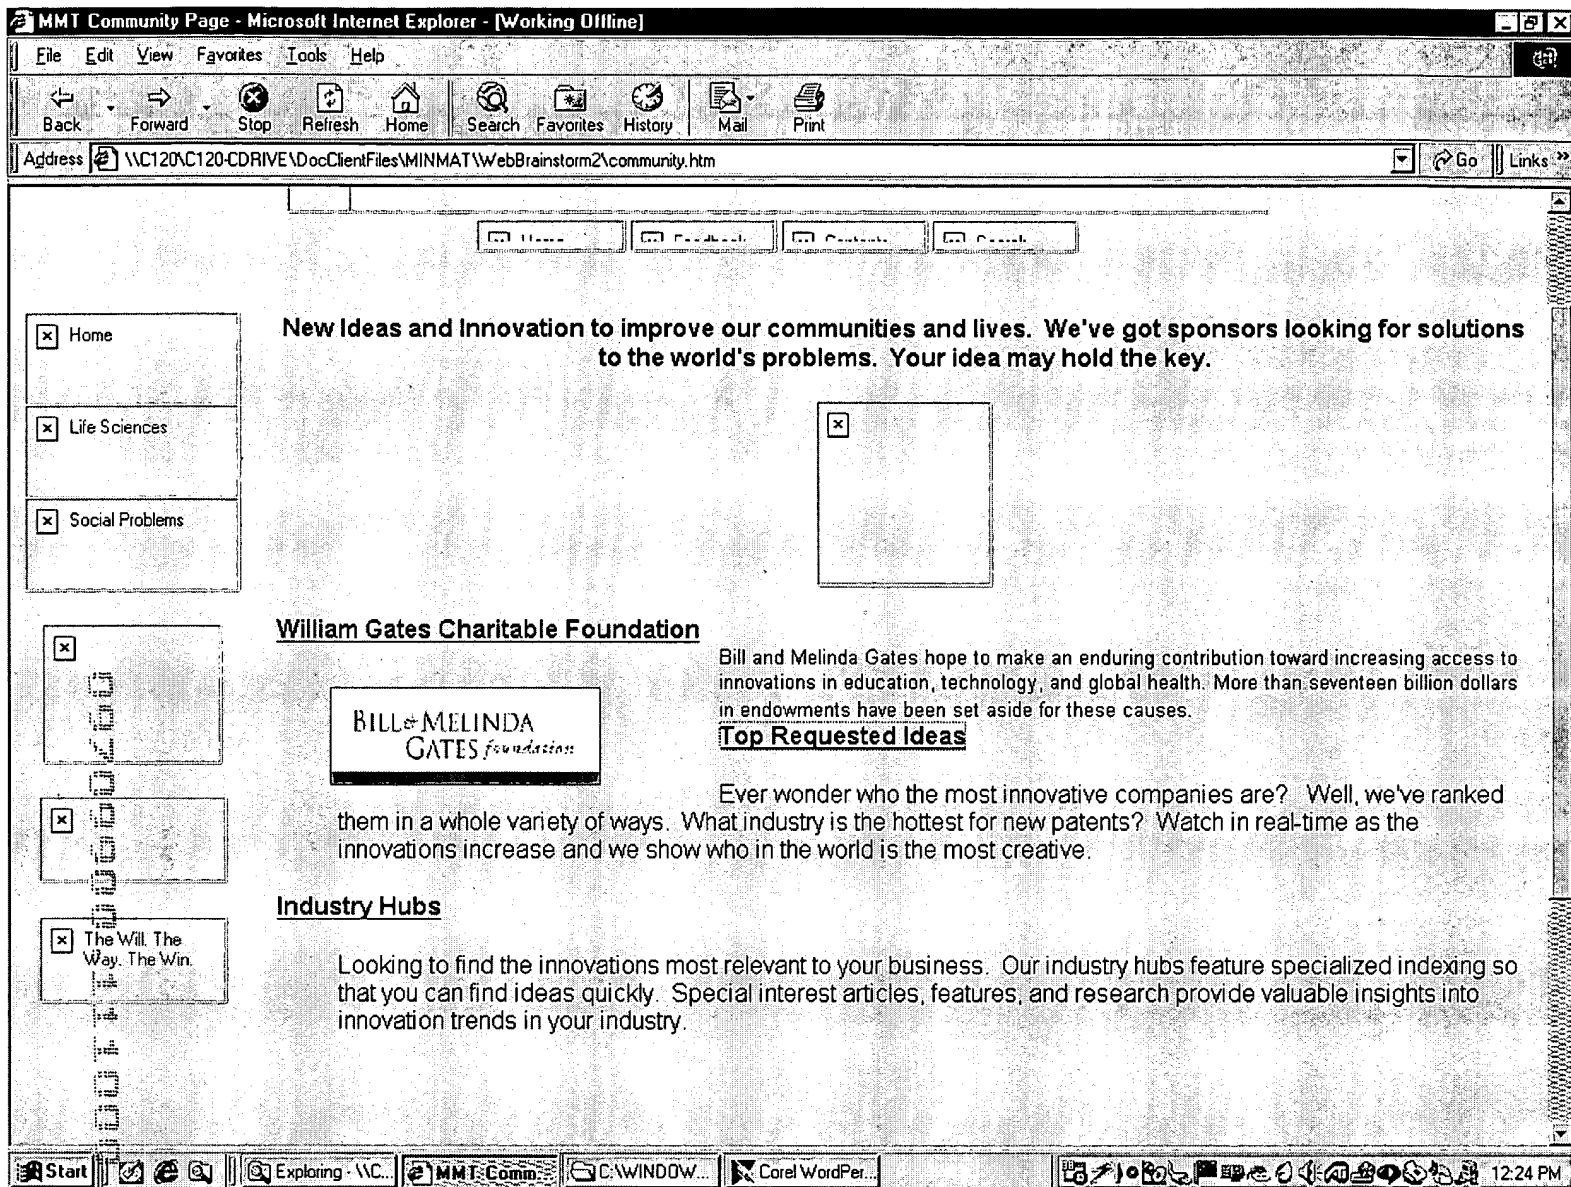 MMT Community Page - Microsoft Internet Explorer - [Working Offline]
File Edit View Favorites Tools Help
Back Forward Stop Refresh Home Search Favorites History Mail Print
Address \\C120\C120-CDRIVE\DocClientFiles\MINMAT\WebBrainstorm2\community.htm Go Links »
Home Feedback Contents Search
New Ideas and Innovation to improve our communities and lives. We've got sponsors looking for solutions
to the world's problems. Your idea may hold the key.
Home
Life Sciences
Social Problems
William Gates Charitable Foundation
BILL & MELINDA
GATES foundation
Bill and Melinda Gates hope to make an enduring contribution toward increasing access to
innovations in education, technology, and global health. More than seventeen billion dollars
in endowments have been set aside for these causes.
Top Requested Ideas
Ever wonder who the most innovative companies are? Well, we've ranked
them in a whole variety of ways. What industry is the hottest for new patents? Watch in real-time as the
innovations increase and we show who in the world is the most creative.
Industry Hubs
The Will. The
Way. The Win.
Looking to find the innovations most relevant to your business. Our industry hubs feature specialized indexing so
that you can find ideas quickly. Special interest articles, features, and research provide valuable insights into
innovation trends in your industry.
Start Exploring - \\C... MMT Comm... C:\WINDOW... Corel WordPer... 12:24 PM